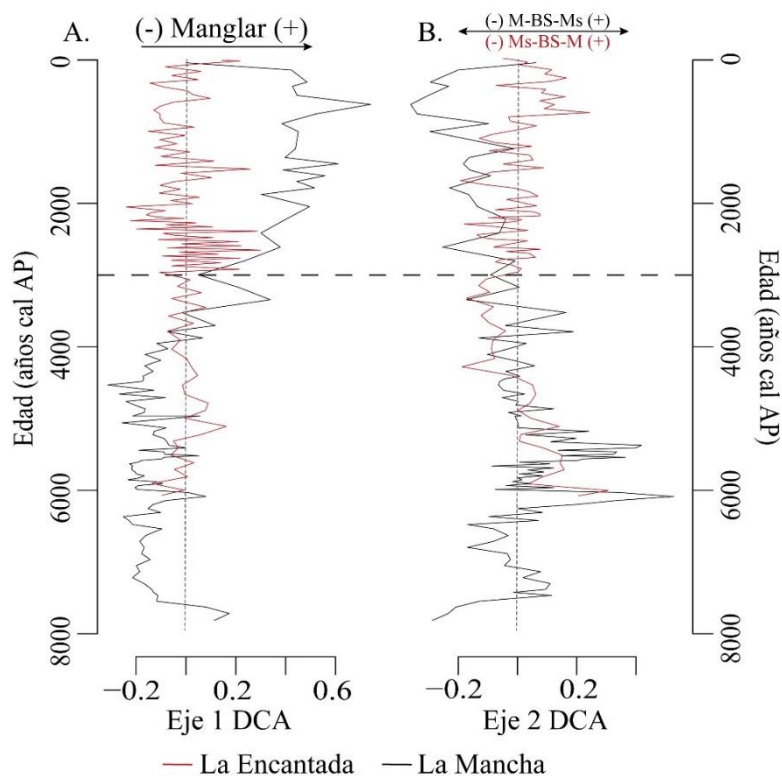 A.
(-) Manglar (+)
B.
(-) M-BS-Ms (+)
(-) Ms-BS-M (+)
0
2000
4000
6000
8000
Edad (años cal AP)
−0.2
0.2
0.6
Eje 1 DCA
−0.2
0.2
Eje 2 DCA
0
2000
4000
6000
8000
Edad (años cal AP)
La Encantada
La Mancha